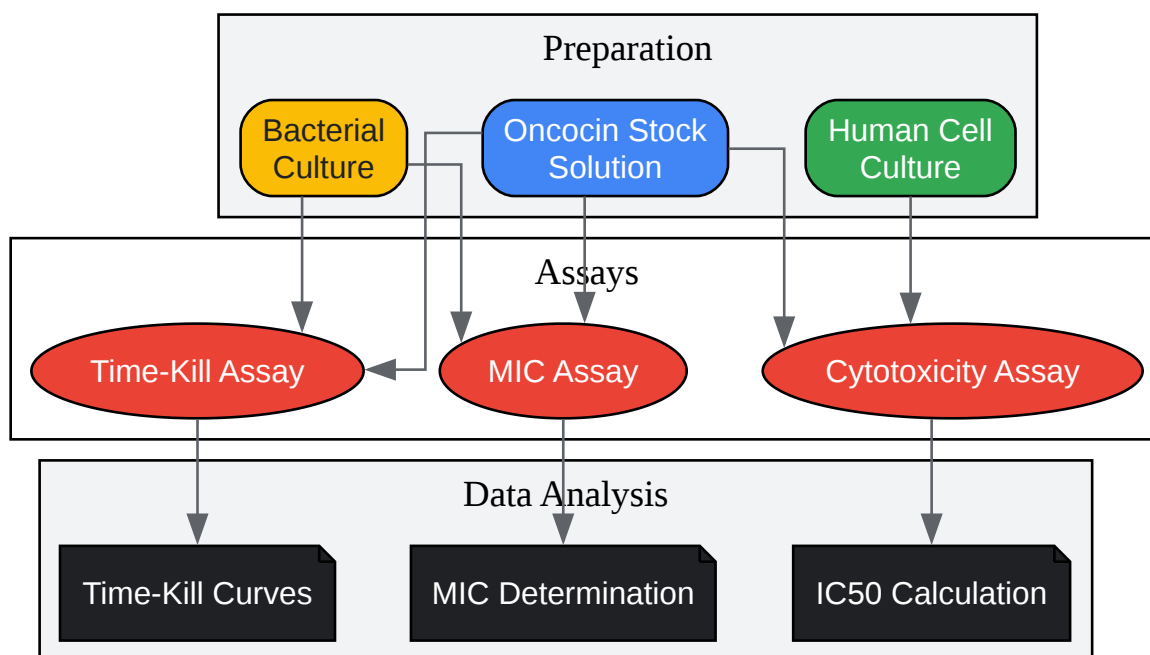 Preparation
Bacterial
Culture
Oncocin Stock
Solution
Human Cell
Culture
Assays
Time-Kill Assay
MIC Assay
Cytotoxicity Assay
Data Analysis
Time-Kill Curves
MIC Determination
IC50 Calculation